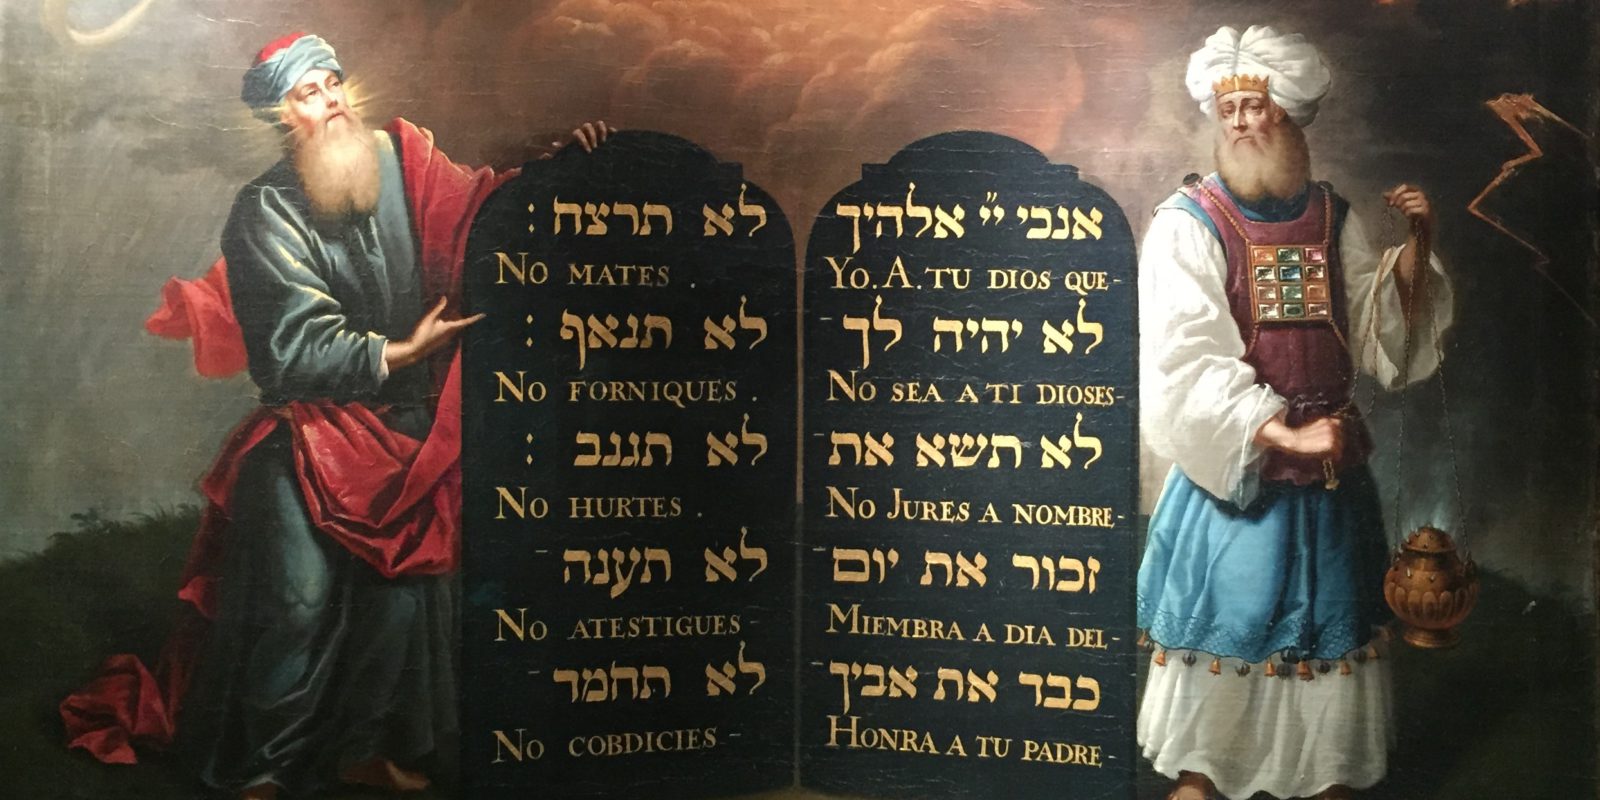 אנכי יי אלהיך
Yo. A. TU DIOS QUE-
לא יהיה לך
No SEA A TI DIOSES-
לא תשא את
No JURES A NOMBRE-
זכור את יום
MIEMBRA A DIA DEL-
כבד את אביך
HONRA A TU PADRE-
לא תרצח :
No MATES .
לא תנאף :
No FORNIQUES .
לא תגנב :
No HURTES .
לא תענה -
No ATESTIGUES -
לא תחמד -
No COBDICIES -